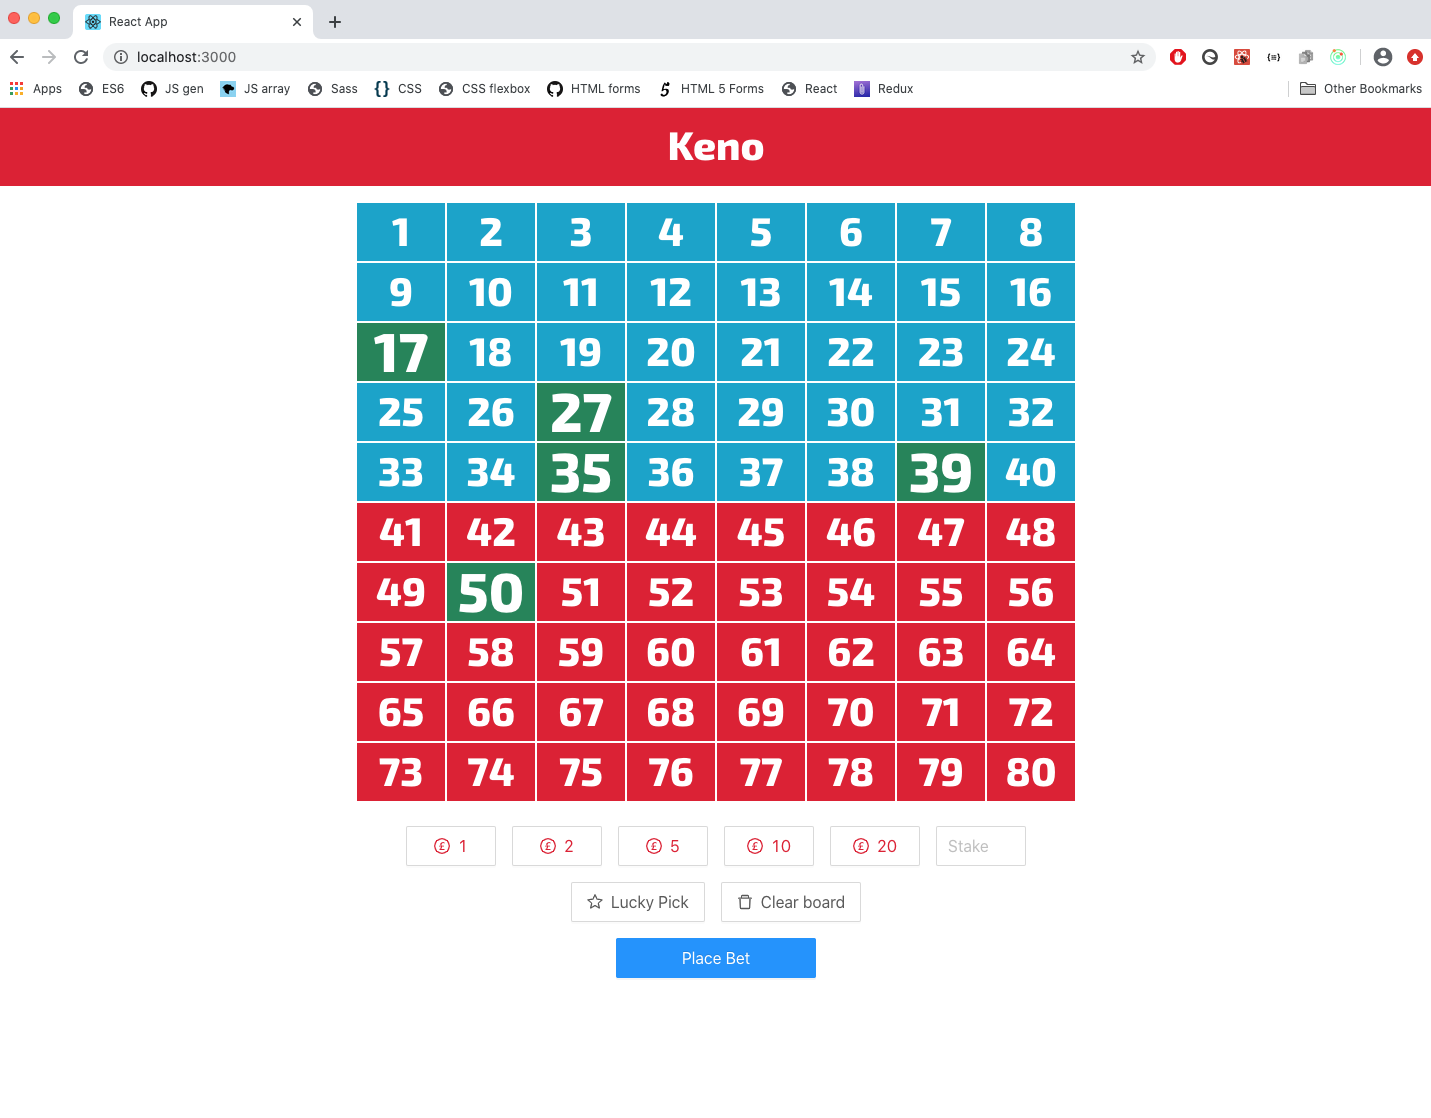 React App
localhost:3000
Apps ES6 JS gen JS array Sass CSS CSS flexbox HTML forms HTML 5 Forms React Redux Other Bookmarks
Keno
1 2 3 4 5 6 7 8
9 10 11 12 13 14 15 16
17 18 19 20 21 22 23 24
25 26 27 28 29 30 31 32
33 34 35 36 37 38 39 40
41 42 43 44 45 46 47 48
49 50 51 52 53 54 55 56
57 58 59 60 61 62 63 64
65 66 67 68 69 70 71 72
73 74 75 76 77 78 79 80
£ 1 £ 2 £ 5 £ 10 £ 20 Stake
Lucky Pick Clear board
Place Bet